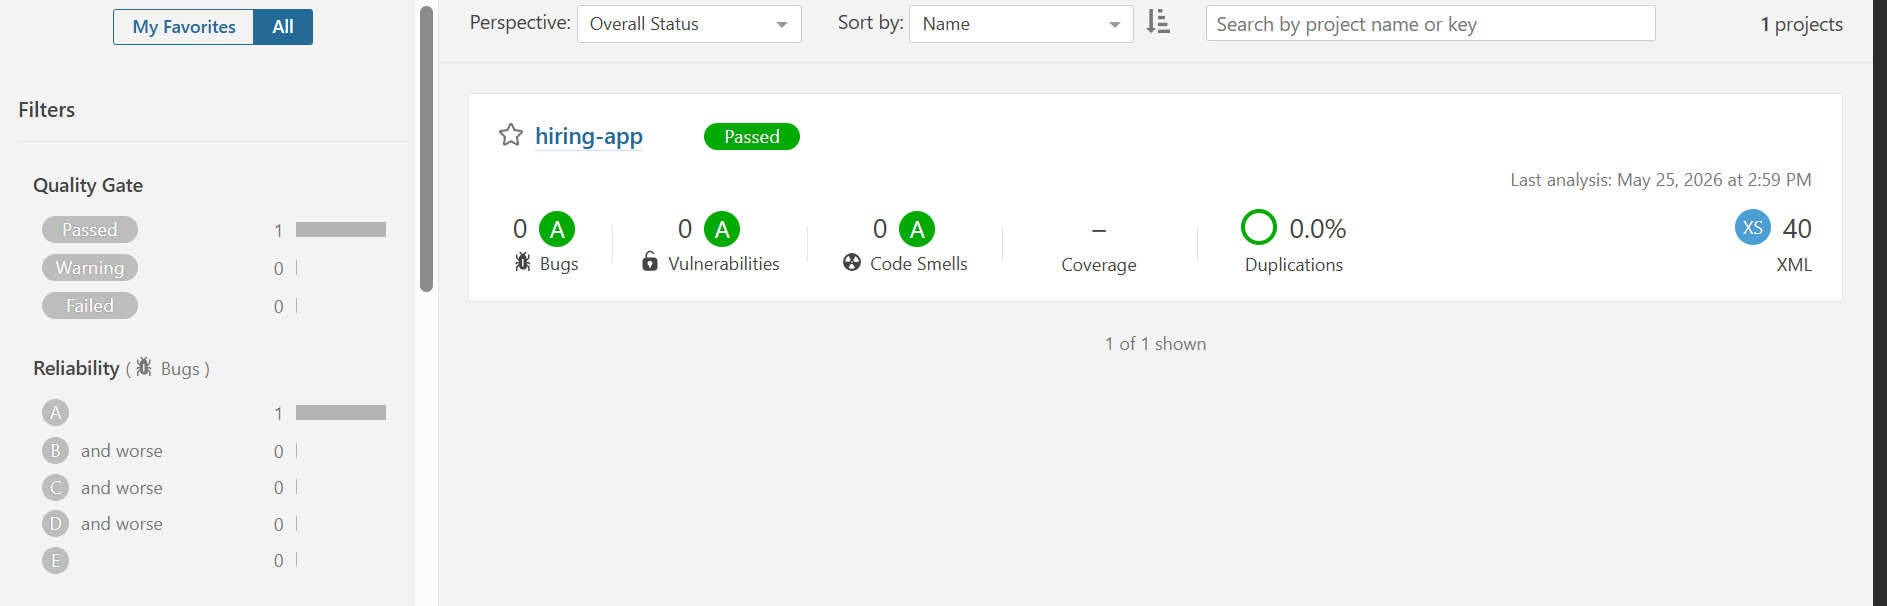 My Favorites All
Filters
Quality Gate
Passed 1
Warning 0
Failed 0
Reliability ( Bugs )
A 1
B and worse 0
C and worse 0
D and worse 0
E 0
Perspective: Overall Status Sort by: Name Search by project name or key 1 projects
hiring-app Passed
Last analysis: May 25, 2026 at 2:59 PM
0 A 0 A 0 A – 0.0% XS 40
Bugs Vulnerabilities Code Smells Coverage Duplications XML
1 of 1 shown